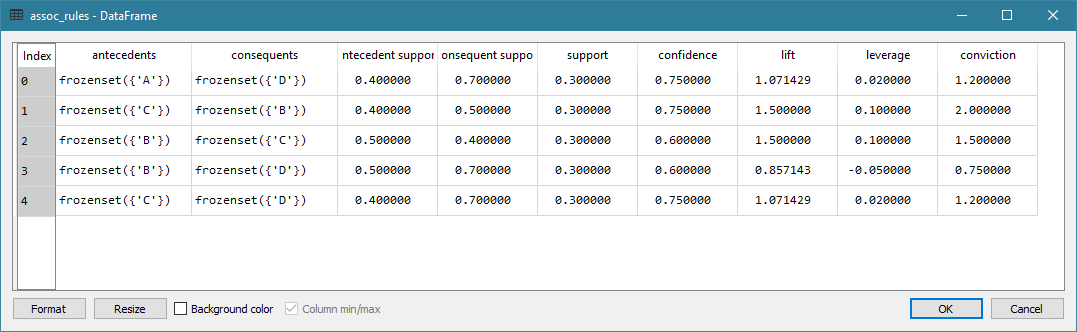 assoc_rules - DataFrame
Index antecedents consequents ntecedent suppor onsequent suppo support confidence lift leverage conviction
0 frozenset({'A'}) frozenset({'D'}) 0.400000 0.700000 0.300000 0.750000 1.071429 0.020000 1.200000
1 frozenset({'C'}) frozenset({'B'}) 0.400000 0.500000 0.300000 0.750000 1.500000 0.100000 2.000000
2 frozenset({'B'}) frozenset({'C'}) 0.500000 0.400000 0.300000 0.600000 1.500000 0.100000 1.500000
3 frozenset({'B'}) frozenset({'D'}) 0.500000 0.700000 0.300000 0.600000 0.857143 -0.050000 0.750000
4 frozenset({'C'}) frozenset({'D'}) 0.400000 0.700000 0.300000 0.750000 1.071429 0.020000 1.200000
Format Resize Background color Column min/max OK Cancel